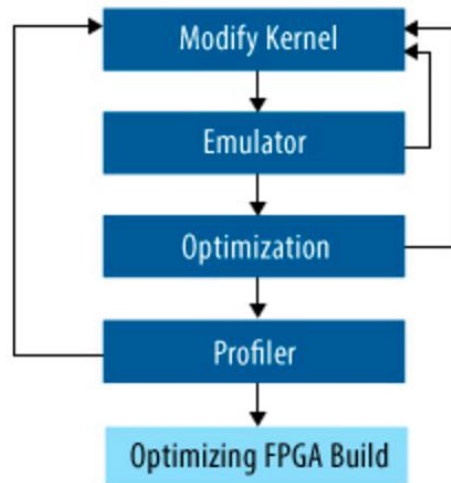 Modify Kernel
Emulator
Optimization
Profiler
Optimizing FPGA Build